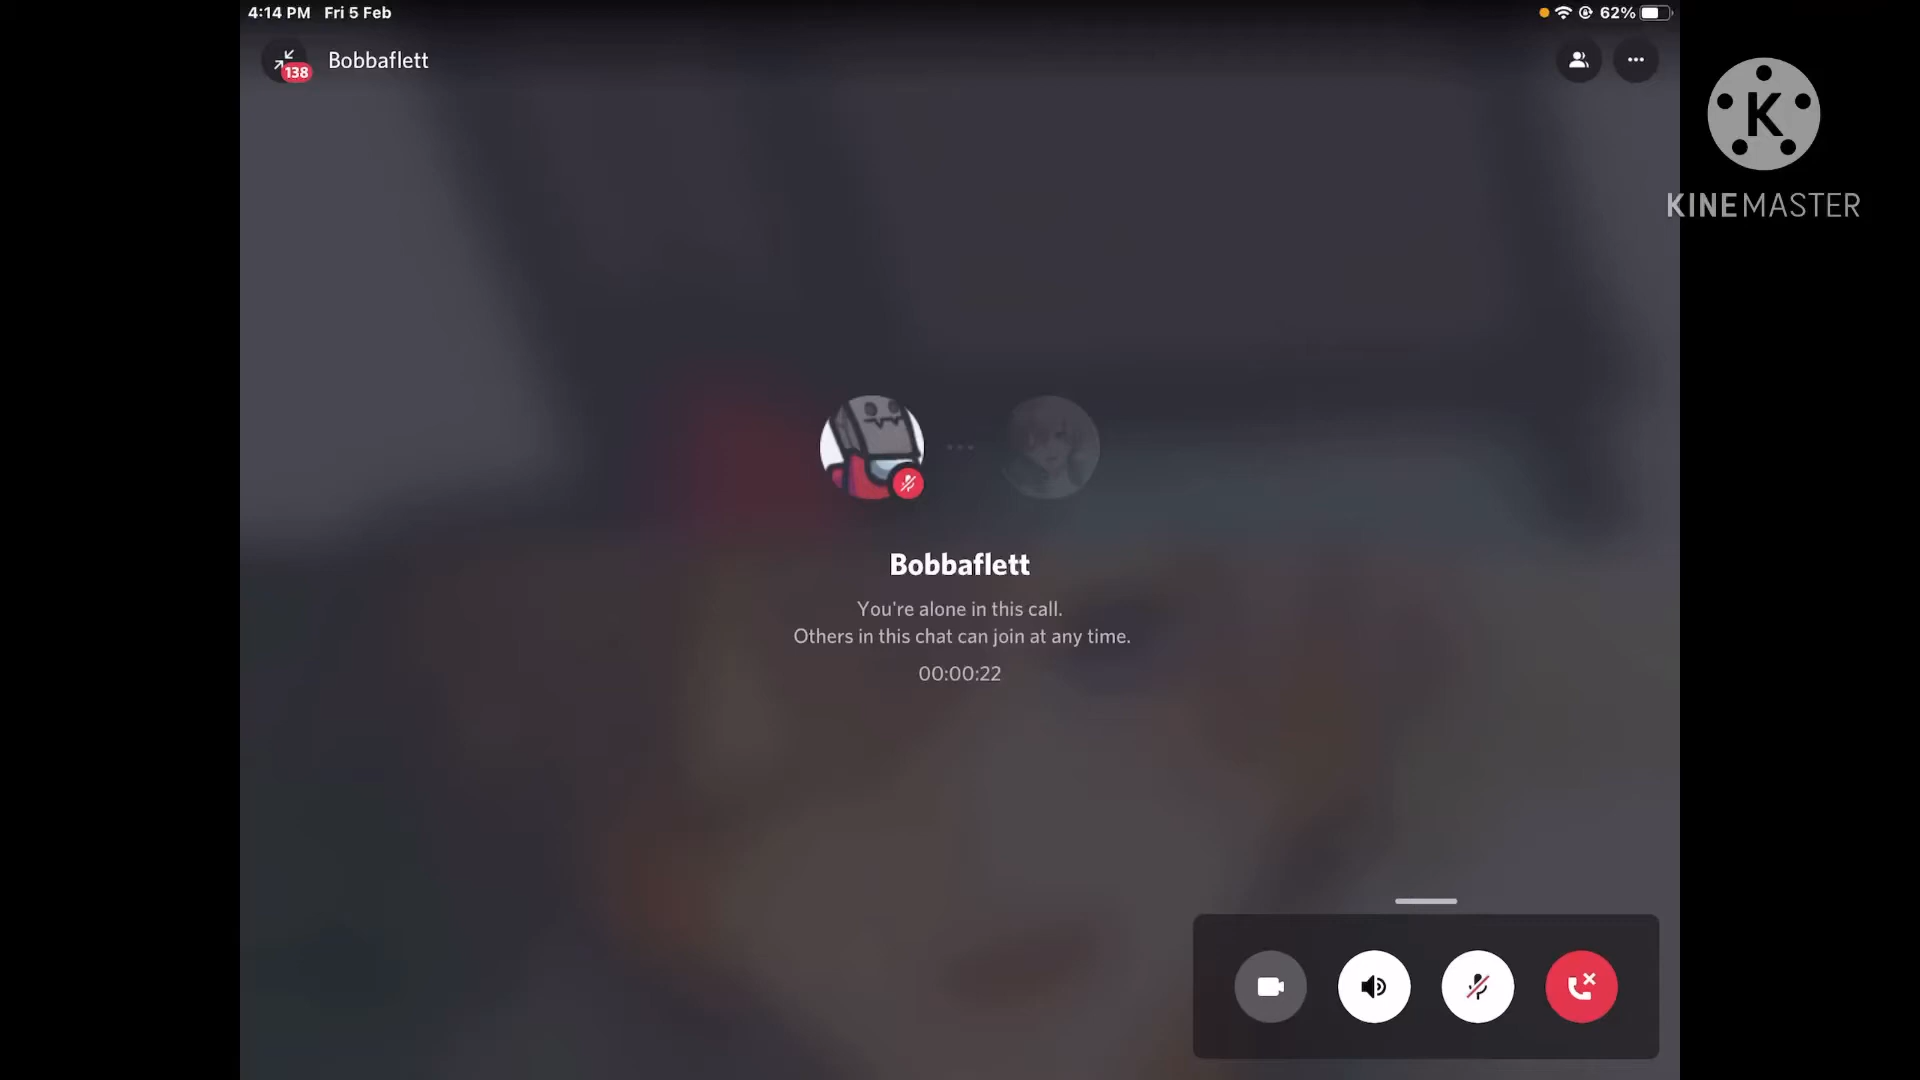 4:14 PM Fri 5 Feb
62%
138
Bobbaflett
K
KINEMASTER
Bobbaflett
You're alone in this call.
Others in this chat can join at any time.
00:00:22